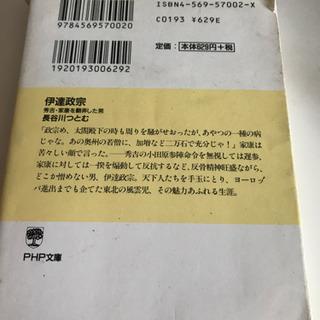 9784569570020
ISBN4-569-57002-X
C0193 ¥629E
定価：本体629円+税
1920193006292
伊達政宗
秀吉・家康を翻弄した男
長谷川つとむ
「政宗め、太閤殿下の時も周りを騒がせおったが、あやつの一種の病
じゃな。あの奥州の若僧に、加増など二万石で充分じゃ！」家康は
苦々しい顔で言った。――秀吉の小田原参陣命令を無視しては遅参、
家康に対しては一揆を煽動して反抗するなど、反骨精神旺盛ながら、
どこか憎めない男、伊達政宗。天下人たちを手玉にとり、ヨーロッ
パ進出までも企てた東北の風雲児、その魅力あふれる生涯。
PHP文庫